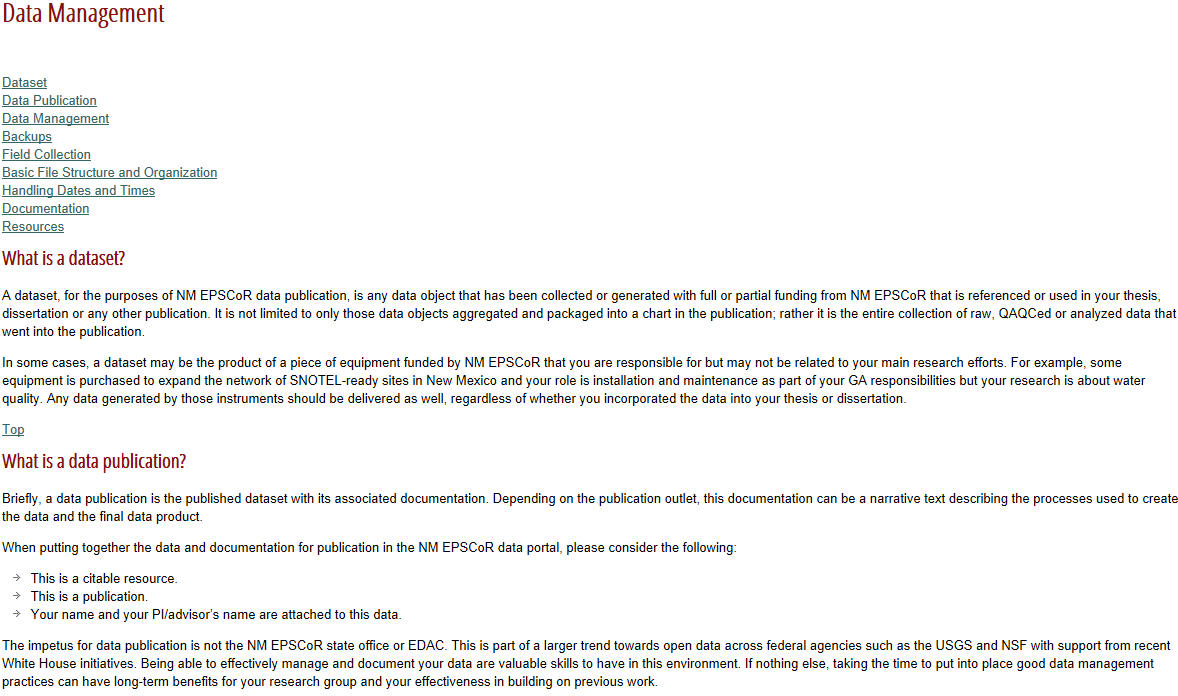 Data Management
Dataset
Data Publication
Data Management
Backups
Field Collection
Basic File Structure and Organization
Handling Dates and Times
Documentation
Resources
What is a dataset?
A dataset, for the purposes of NM EPSCoR data publication, is any data object that has been collected or generated with full or partial funding from NM EPSCoR that is referenced or used in your thesis,
dissertation or any other publication. It is not limited to only those data objects aggregated and packaged into a chart in the publication; rather it is the entire collection of raw, QAQCed or analyzed data that
went into the publication.
In some cases, a dataset may be the product of a piece of equipment funded by NM EPSCoR that you are responsible for but may not be related to your main research efforts. For example, some
equipment is purchased to expand the network of SNOTEL-ready sites in New Mexico and your role is installation and maintenance as part of your GA responsibilities but your research is about water
quality. Any data generated by those instruments should be delivered as well, regardless of whether you incorporated the data into your thesis or dissertation.
Top
What is a data publication?
Briefly, a data publication is the published dataset with its associated documentation. Depending on the publication outlet, this documentation can be a narrative text describing the processes used to create
the data and the final data product.
When putting together the data and documentation for publication in the NM EPSCoR data portal, please consider the following:
This is a citable resource.
This is a publication.
Your name and your PI/advisor's name are attached to this data.
The impetus for data publication is not the NM EPSCoR state office or EDAC. This is part of a larger trend towards open data across federal agencies such as the USGS and NSF with support from recent
White House initiatives. Being able to effectively manage and document your data are valuable skills to have in this environment. If nothing else, taking the time to put into place good data management
practices can have long-term benefits for your research group and your effectiveness in building on previous work.